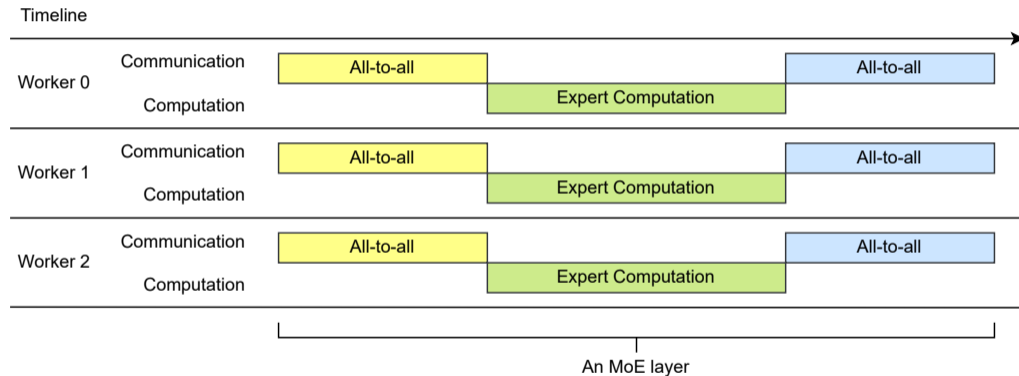 Timeline
Worker 0
Communication
All-to-all
All-to-all
Computation
Expert Computation
Worker 1
Communication
All-to-all
All-to-all
Computation
Expert Computation
Worker 2
Communication
All-to-all
All-to-all
Computation
Expert Computation
An MoE layer